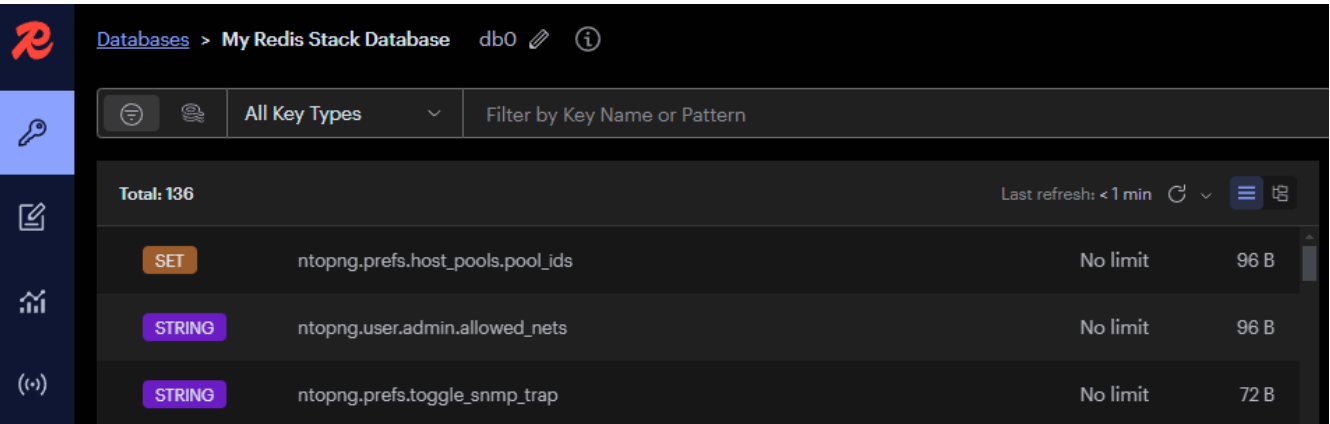 Databases > My Redis Stack Database db0
All Key Types Filter by Key Name or Pattern
Total: 136 Last refresh: < 1 min
SET ntopng.prefs.host_pools.pool_ids No limit 96 B
STRING ntopng.user.admin.allowed_nets No limit 96 B
STRING ntopng.prefs.toggle_snmp_trap No limit 72 B